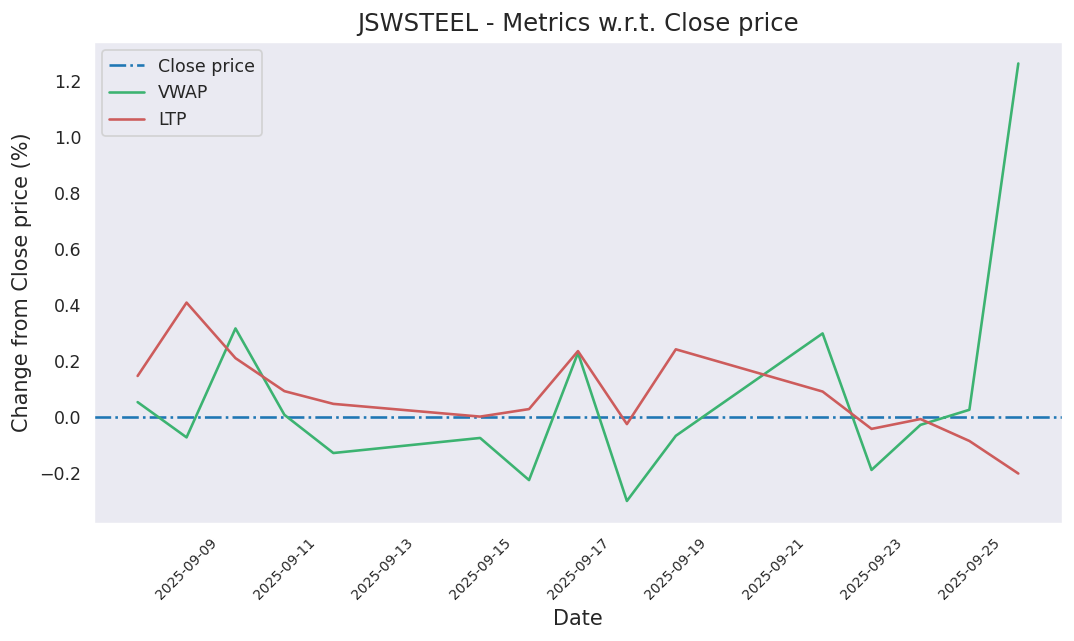 JSWSTEEL - Metrics w.r.t. Close price
Close price
VWAP
LTP
Change from Close price (%)
1.2
1.0
0.8
0.6
0.4
0.2
0.0
−0.2
2025-09-09
2025-09-11
2025-09-13
2025-09-15
2025-09-17
2025-09-19
2025-09-21
2025-09-23
2025-09-25
Date